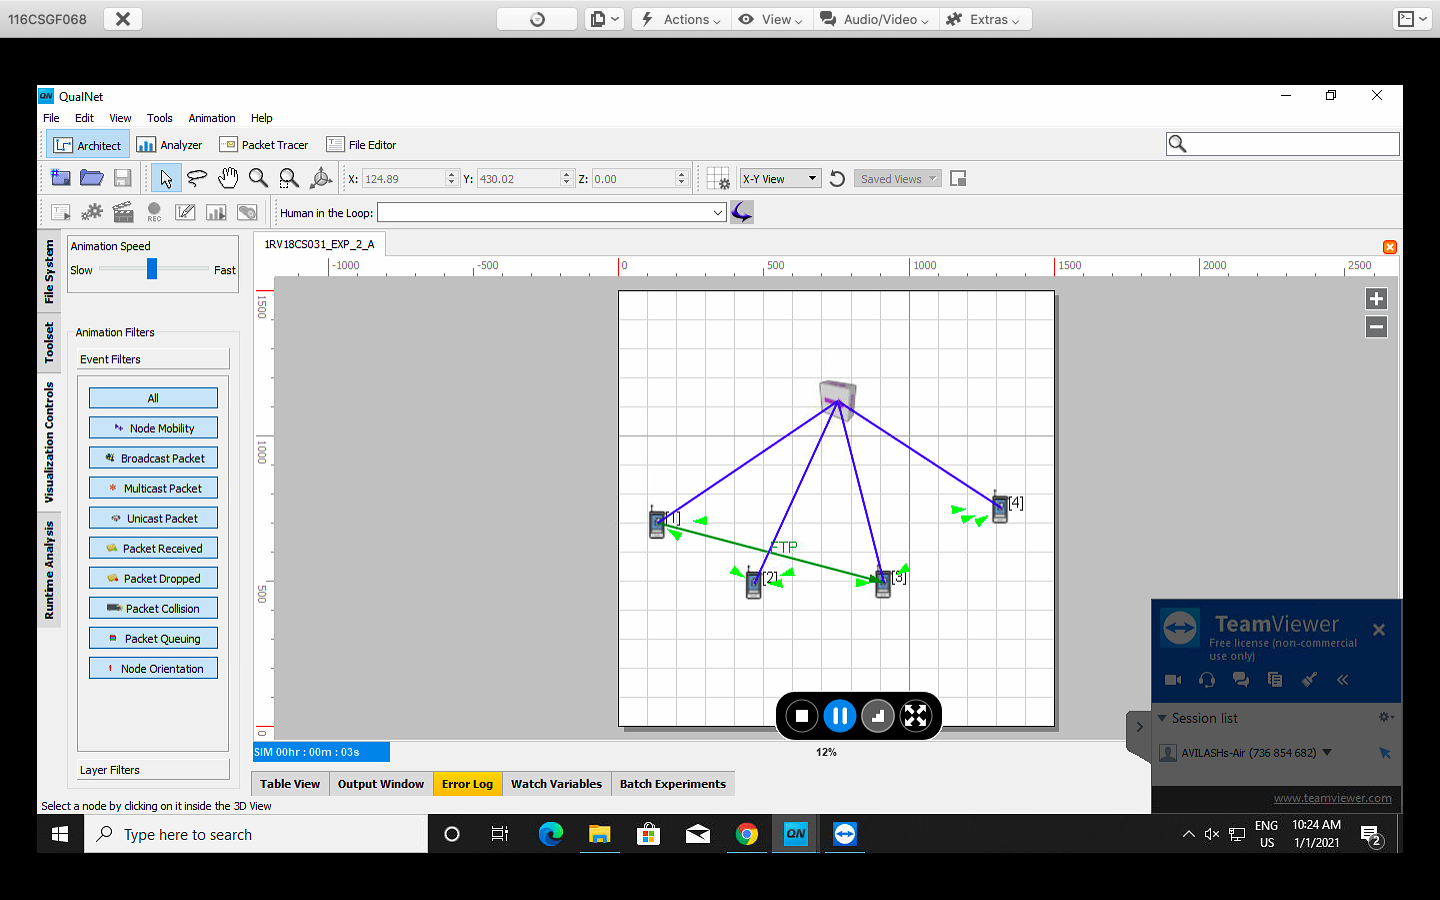 116CSGF068
Actions
View
Audio/Video
Extras
QN QualNet
File Edit View Tools Animation Help
Architect Analyzer Packet Tracer File Editor
X: 124.89 Y: 430.02 Z: 0.00 X-Y View Saved Views
REC Human in the Loop:
File System
Toolset
Visualization Controls
Runtime Analysis
Animation Speed
Slow Fast
Animation Filters
Event Filters
All
Node Mobility
Broadcast Packet
Multicast Packet
Unicast Packet
Packet Received
Packet Dropped
Packet Collision
Packet Queuing
Node Orientation
Layer Filters
1RV18CS031_EXP_2_A
-1000 -500 0 500 1000 1500 2000 2500
1500
1000
500
0
[1]
[2]
[3]
[4]
FTP
SIM 00hr : 00m : 03s
12%
Table View Output Window Error Log Watch Variables Batch Experiments
Select a node by clicking on it inside the 3D View
TeamViewer
Free license (non-commercial
use only)
Session list
AVILASHs-Air (736 854 682)
www.teamviewer.com
Type here to search
QN
ENG
US
10:24 AM
1/1/2021
2